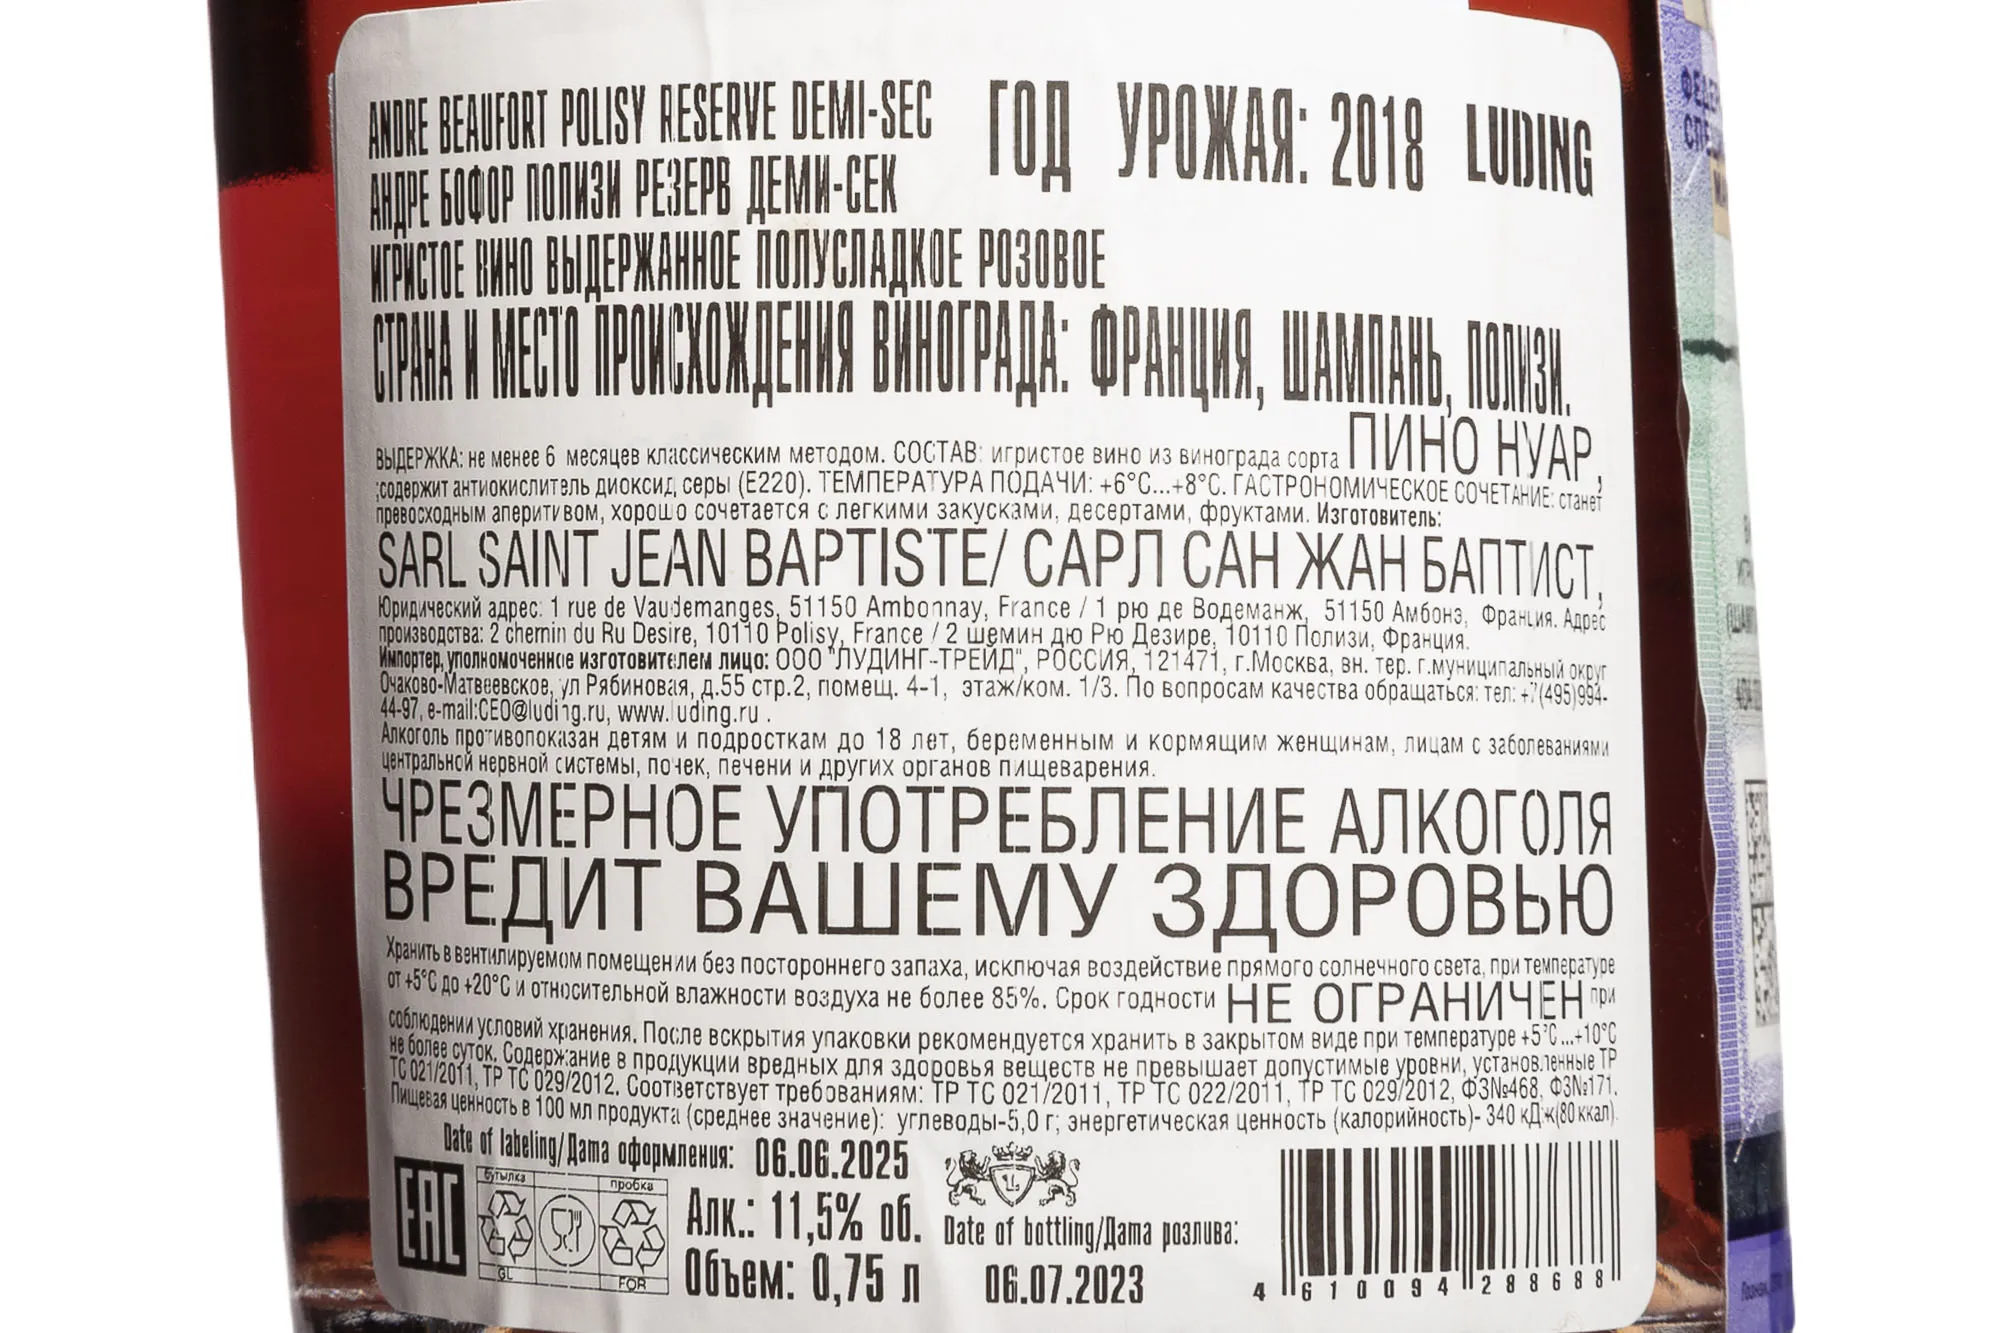 ANDRE BEAUFORT POLISY RESERVE DEMI-SEC
ГОД УРОЖАЯ: 2018 LUDING
АНДРЕ БОФОР ПОЛИЗИ РЕЗЕРВ ДЕМИ-СЕК
ИГРИСТОЕ ВИНО ВЫДЕРЖАННОЕ ПОЛУСЛАДКОЕ РОЗОВОЕ
СТРАНА И МЕСТО ПРОИСХОЖДЕНИЯ ВИНОГРАДА: ФРАНЦИЯ, ШАМПАНЬ, ПОЛИЗИ.
ВЫДЕРЖКА: не менее 6 месяцев классическим методом. СОСТАВ: игристое вино из винограда сорта ПИНО НУАР,
;содержит антиокислитель диоксид серы (Е220). ТЕМПЕРАТУРА ПОДАЧИ: +6°C...+8°C. ГАСТРОНОМИЧЕСКОЕ СОЧЕТАНИЕ: станет
превосходным аперитивом, хорошо сочетается с легкими закусками, десертами, фруктами. Изготовитель:
SARL SAINT JEAN BAPTISTE/ САРЛ САН ЖАН БАПТИСТ,
Юридический адрес: 1 rue de Vaudemanges, 51150 Ambonnay, France / 1 рю де Водеманж, 51150 Амбонэ, Франция. Адрес
производства: 2 chemin du Ru Desire, 10110 Polisy, France / 2 шемин дю Рю Дезире, 10110 Полизи, Франция.
Импортер, уполномоченное изготовителем лицо: ООО "ЛУДИНГ-ТРЕЙД", РОССИЯ, 121471, г.Москва, вн. тер. г.муниципальный округ
Очаково-Матвеевское, ул Рябиновая, д.55 стр.2, помещ. 4-1, этаж/ком. 1/3. По вопросам качества обращаться: тел: +7(495)994-
44-97, e-mail:CEO@luding.ru, www.luding.ru .
Алкоголь противопоказан детям и подросткам до 18 лет, беременным и кормящим женщинам, лицам с заболеваниями
центральной нервной системы, почек, печени и других органов пищеварения.
ЧРЕЗМЕРНОЕ УПОТРЕБЛЕНИЕ АЛКОГОЛЯ
ВРЕДИТ ВАШЕМУ ЗДОРОВЬЮ
Хранить в вентилируемом помещении без постороннего запаха, исключая воздействие прямого солнечного света, при температуре
от +5°C до +20°C и относительной влажности воздуха не более 85%. Срок годности НЕ ОГРАНИЧЕН при
соблюдении условий хранения. После вскрытия упаковки рекомендуется хранить в закрытом виде при температуре +5°C...+10°C
не более суток. Содержание в продукции вредных для здоровья веществ не превышает допустимые уровни, установленные ТР
ТС 021/2011, ТР ТС 029/2012. Соответствует требованиям: ТР ТС 021/2011, ТР ТС 022/2011, ТР ТС 029/2012, ФЗ№468, ФЗ№171.
Пищевая ценность в 100 мл продукта (среднее значение): углеводы-5,0 г; энергетическая ценность (калорийность)- 340 кДж(80 ккал).
Date of labeling/Дата оформления: 06.06.2025
EAC
бутылка
пробка
GL
FOR
Алк.: 11,5% об.
Объем: 0,75 л
Date of bottling/Дата розлива:
06.07.2023
4 610094 288688